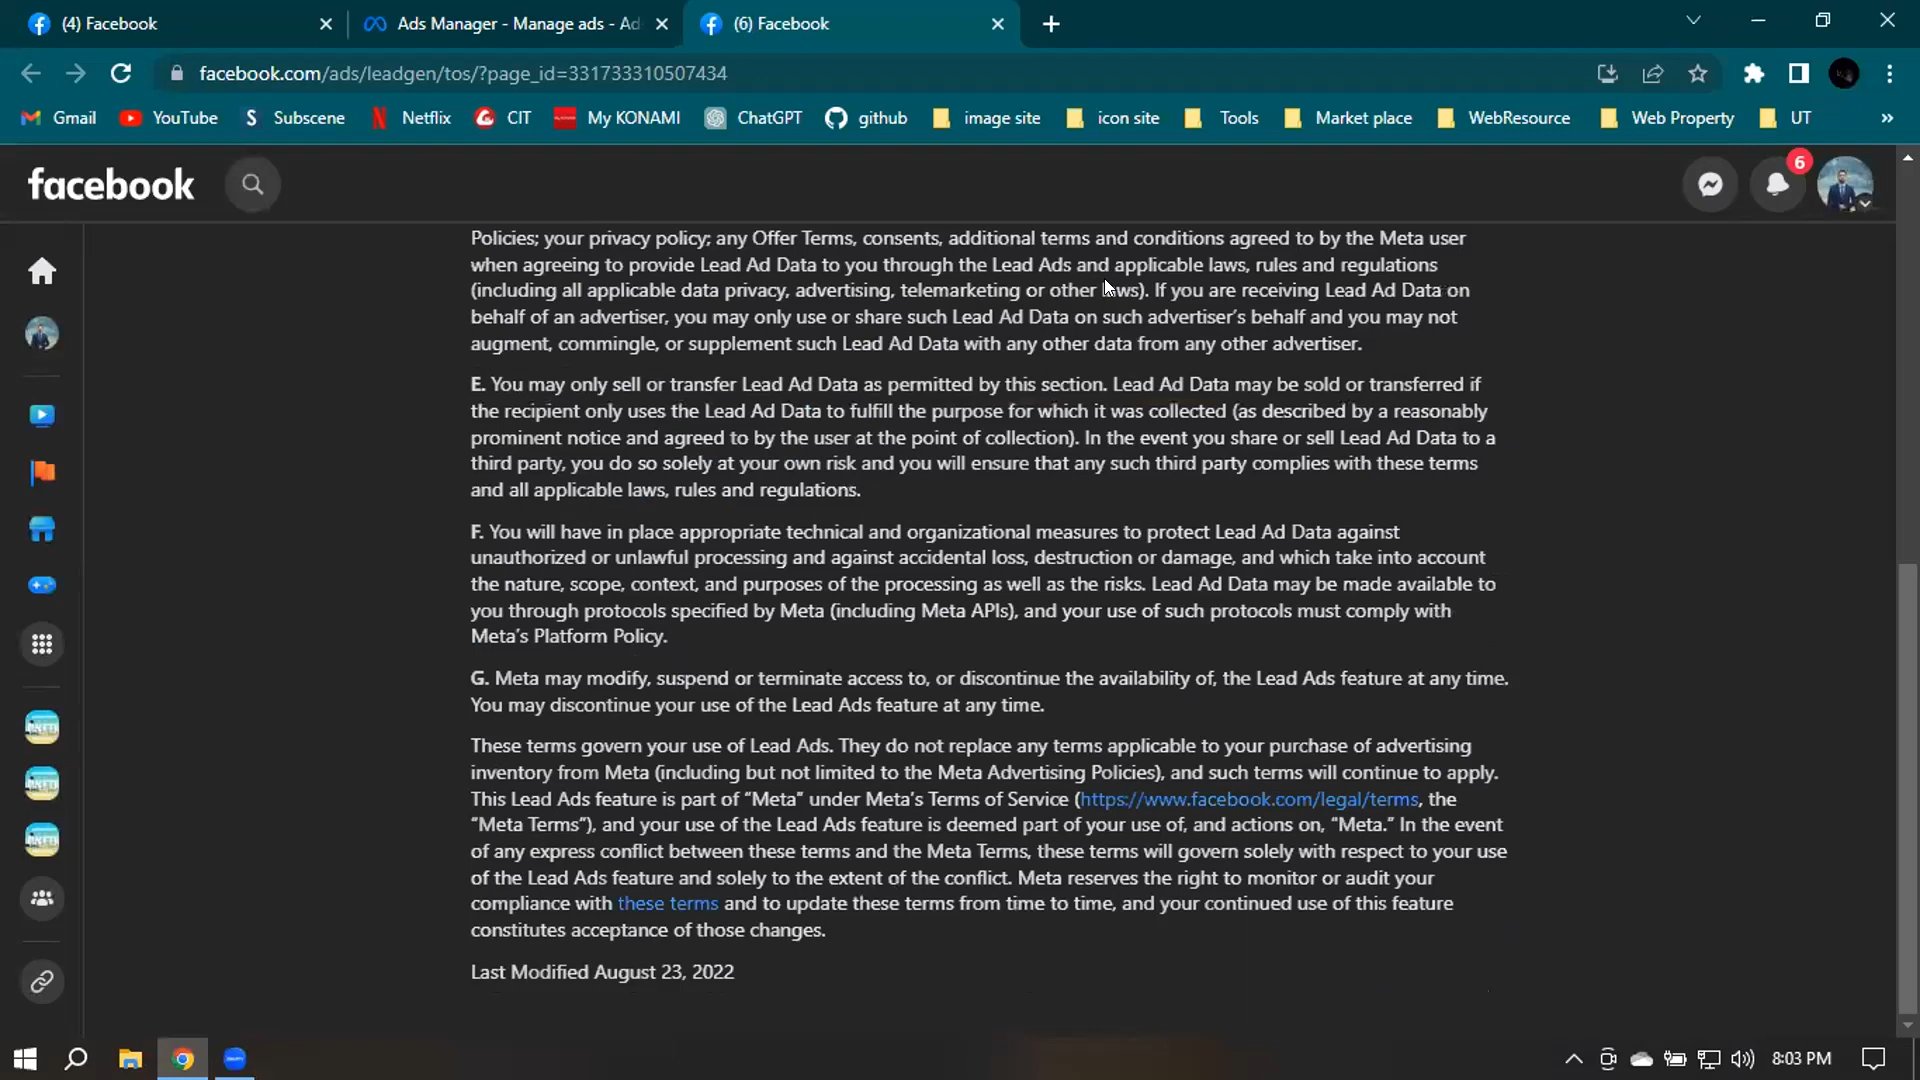 (4) Facebook
Ads Manager - Manage ads - Ad
(6) Facebook
facebook.com/ads/leadgen/tos/?page_id=331733310507434
Gmail
YouTube
Subscene
Netflix
CIT
My KONAMI
ChatGPT
github
image site
icon site
Tools
Market place
WebResource
Web Property
UT
facebook
6
Policies; your privacy policy; any Offer Terms, consents, additional terms and conditions agreed to by the Meta user
when agreeing to provide Lead Ad Data to you through the Lead Ads and applicable laws, rules and regulations
(including all applicable data privacy, advertising, telemarketing or other laws). If you are receiving Lead Ad Data on
behalf of an advertiser, you may only use or share such Lead Ad Data on such advertiser's behalf and you may not
augment, commingle, or supplement such Lead Ad Data with any other data from any other advertiser.
E. You may only sell or transfer Lead Ad Data as permitted by this section. Lead Ad Data may be sold or transferred if
the recipient only uses the Lead Ad Data to fulfill the purpose for which it was collected (as described by a reasonably
prominent notice and agreed to by the user at the point of collection). In the event you share or sell Lead Ad Data to a
third party, you do so solely at your own risk and you will ensure that any such third party complies with these terms
and all applicable laws, rules and regulations.
F. You will have in place appropriate technical and organizational measures to protect Lead Ad Data against
unauthorized or unlawful processing and against accidental loss, destruction or damage, and which take into account
the nature, scope, context, and purposes of the processing as well as the risks. Lead Ad Data may be made available to
you through protocols specified by Meta (including Meta APIs), and your use of such protocols must comply with
Meta's Platform Policy.
G. Meta may modify, suspend or terminate access to, or discontinue the availability of, the Lead Ads feature at any time.
You may discontinue your use of the Lead Ads feature at any time.
These terms govern your use of Lead Ads. They do not replace any terms applicable to your purchase of advertising
inventory from Meta (including but not limited to the Meta Advertising Policies), and such terms will continue to apply.
This Lead Ads feature is part of “Meta” under Meta's Terms of Service (https://www.facebook.com/legal/terms, the
“Meta Terms”), and your use of the Lead Ads feature is deemed part of your use of, and actions on, “Meta.” In the event
of any express conflict between these terms and the Meta Terms, these terms will govern solely with respect to your use
of the Lead Ads feature and solely to the extent of the conflict. Meta reserves the right to monitor or audit your
compliance with these terms and to update these terms from time to time, and your continued use of this feature
constitutes acceptance of those changes.
Last Modified August 23, 2022
8:03 PM